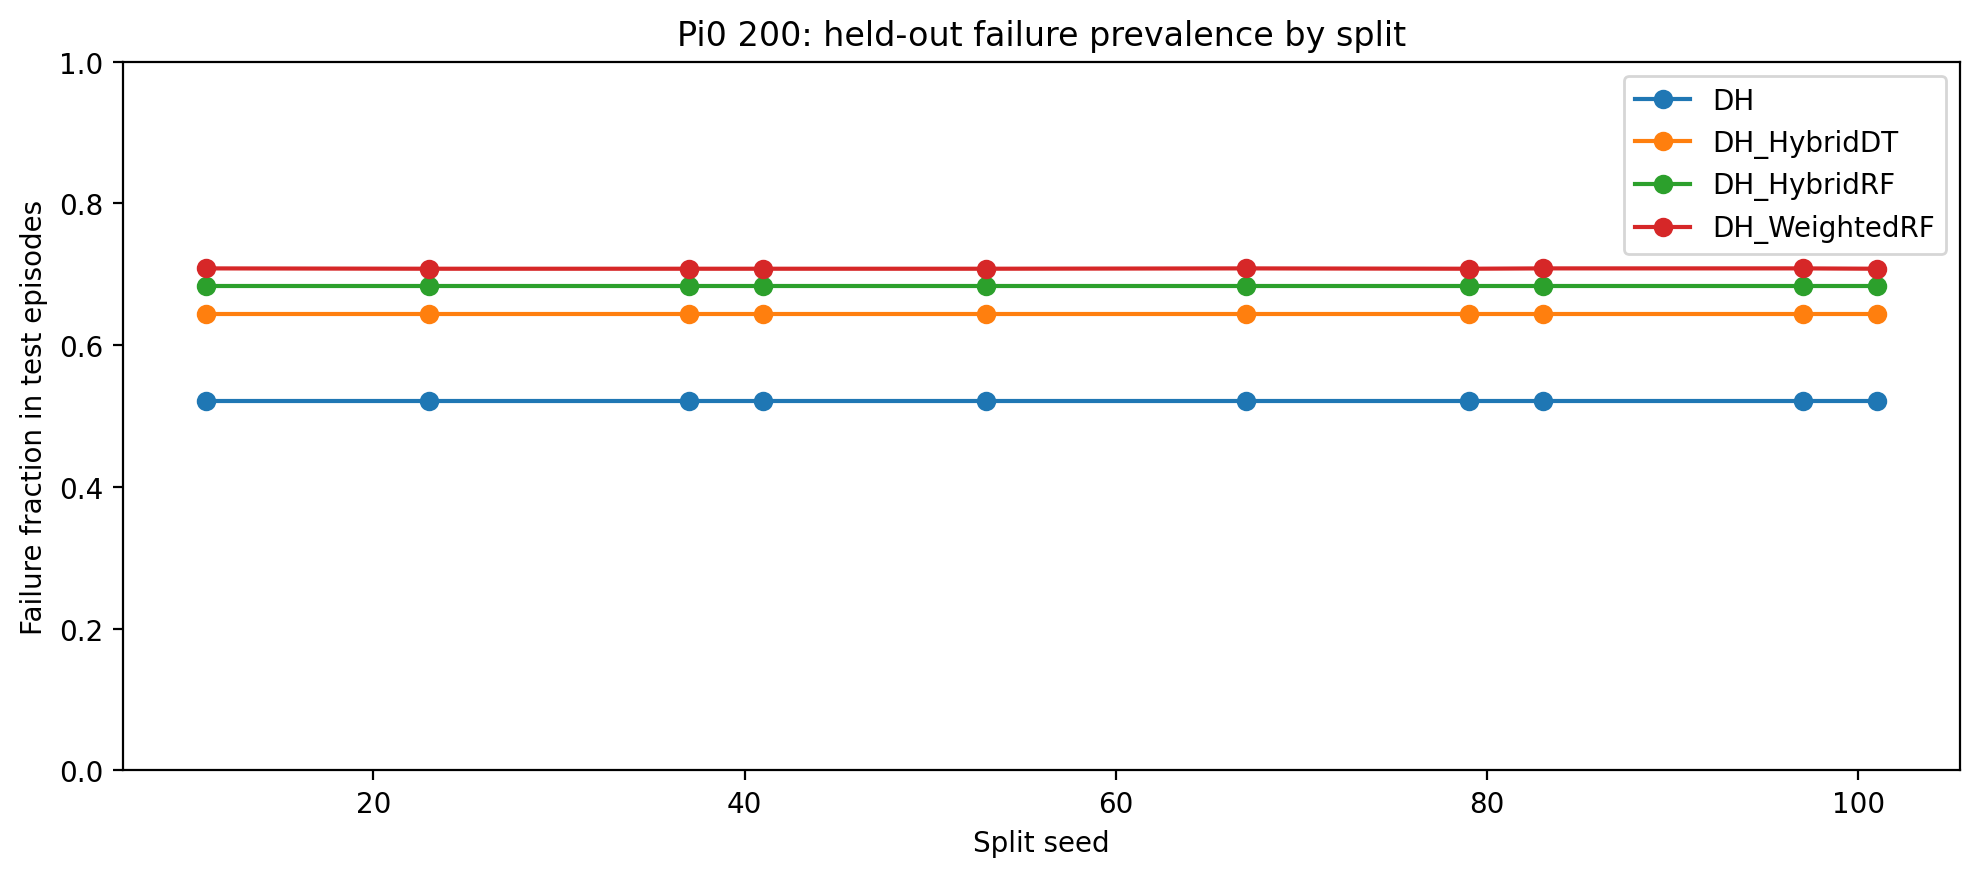 Pi0 200: held-out failure prevalence by split
Failure fraction in test episodes
1.0
0.8
0.6
0.4
0.2
0.0
DH
DH_HybridDT
DH_HybridRF
DH_WeightedRF
20
40
60
80
100
Split seed